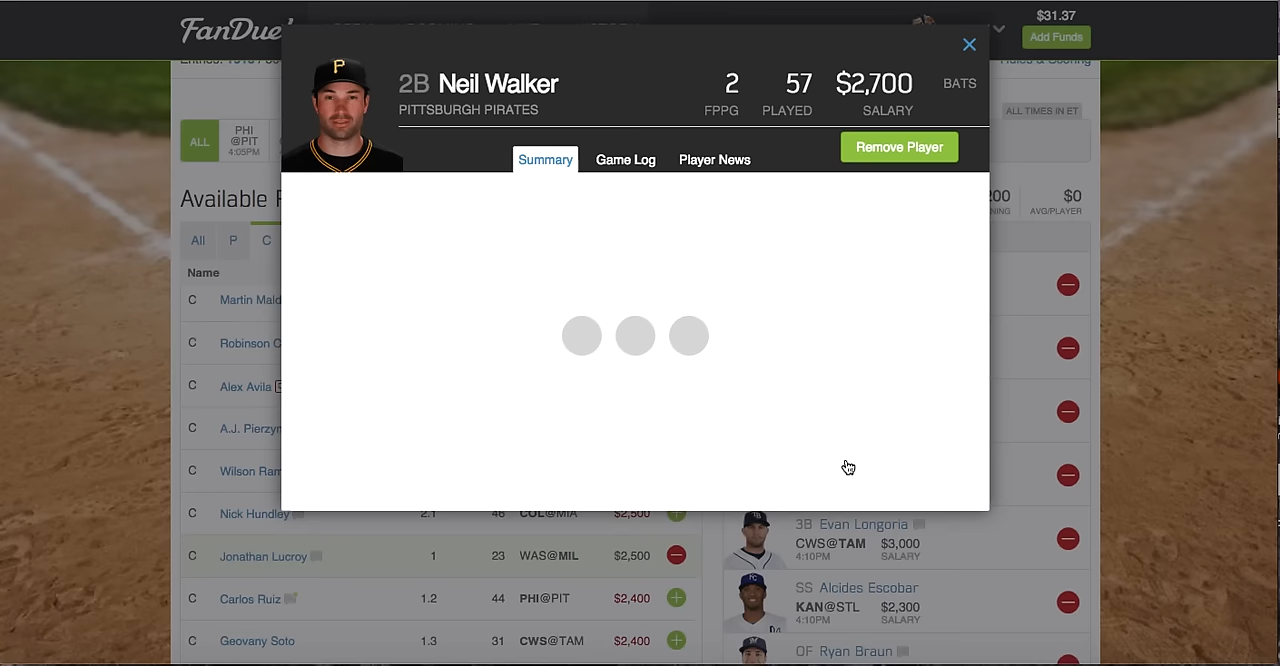 FanDuel
$31.37
Add Funds
2B Neil Walker
PITTSBURGH PIRATES
2
FPPG
57
PLAYED
$2,700
SALARY
BATS
Summary
Game Log
Player News
Remove Player
ALL TIMES IN ET
ALL
PHI
@PIT
4:05PM
Available
$0
AVG/PLAYER
All
P
C
Name
C Martin Mald
C Robinson C
C Alex Avila
C A.J. Pierzyn
C Wilson Ram
C Nick Hundley 2.1 46 COL@MIA $2,500
C Jonathan Lucroy 1 23 WAS@MIL $2,500
C Carlos Ruiz 1.2 44 PHI@PIT $2,400
C Geovany Soto 1.3 31 CWS@TAM $2,400
3B Evan Longoria
CWS@TAM $3,000
4:10PM SALARY
SS Alcides Escobar
KAN@STL $2,300
4:10PM SALARY
OF Ryan Braun